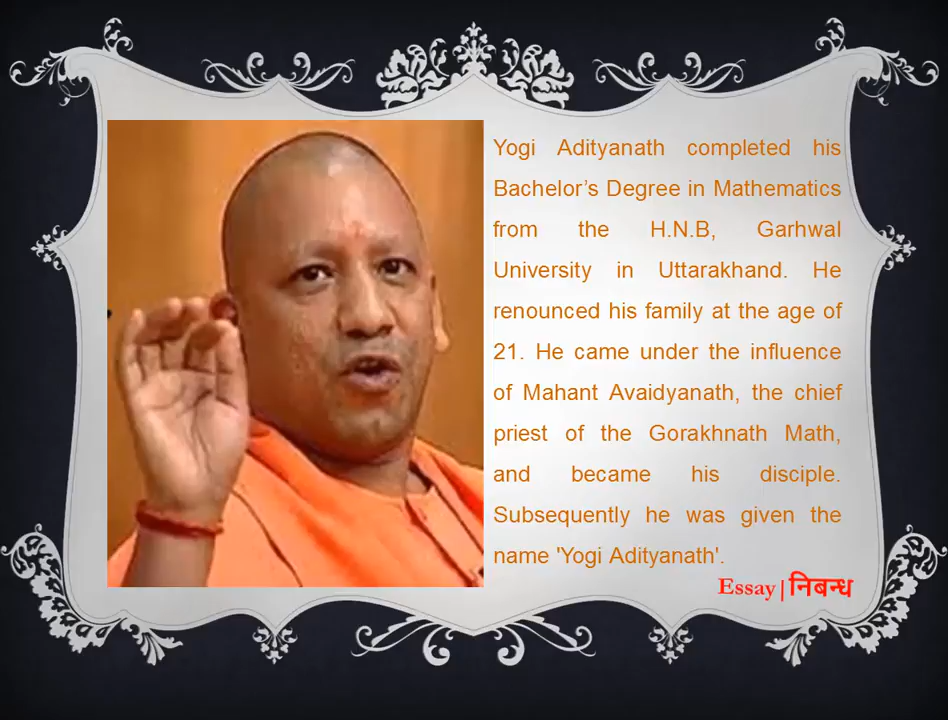 Yogi Adityanath completed his
Bachelor’s Degree in Mathematics
from the H.N.B, Garhwal
University in Uttarakhand. He
renounced his family at the age of
21. He came under the influence
of Mahant Avaidyanath, the chief
priest of the Gorakhnath Math,
and became his disciple.
Subsequently he was given the
name 'Yogi Adityanath'.
Essay|निबन्ध